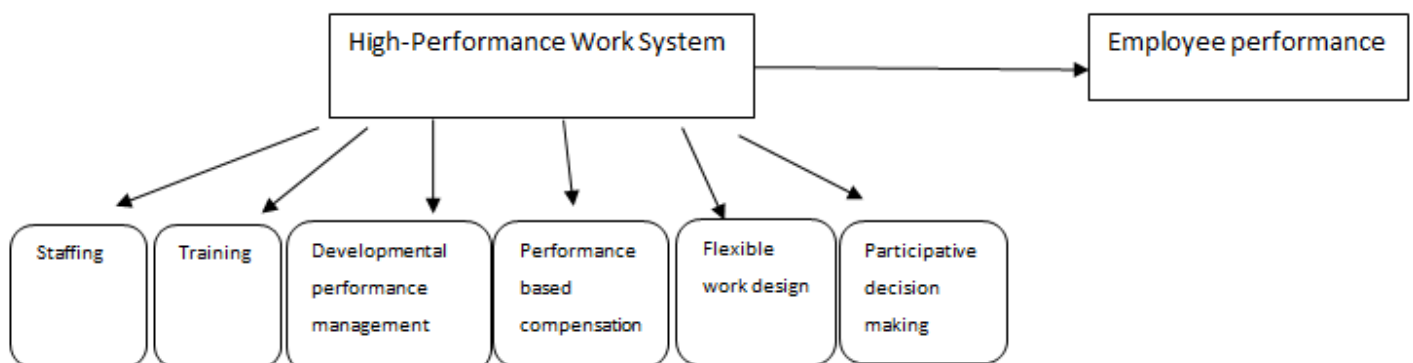 High-Performance Work System
Employee performance
Staffing
Training
Developmental
performance
management
Performance
based
compensation
Flexible
work design
Participative
decision
making